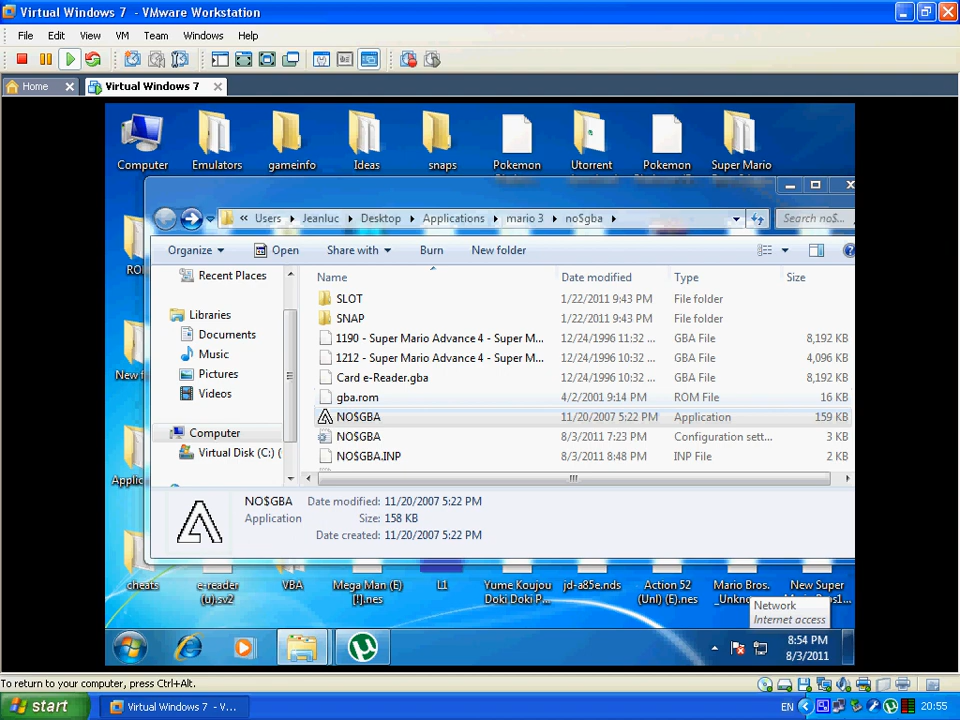 Virtual Windows 7 - VMware Workstation
File Edit View VM Team Windows Help
Home Virtual Windows 7
Computer Emulators gameinfo Ideas snaps Pokemon Utorrent Pokemon Super Mario
« Users Jeanluc Desktop Applications mario 3 no$gba Search no$...
Organize Open Share with Burn New folder
Recent Places
Libraries
Documents
Music
Pictures
Videos
Computer
Virtual Disk (C:) (
Name Date modified Type Size
SLOT 1/22/2011 9:43 PM File folder
SNAP 1/22/2011 9:43 PM File folder
1190 - Super Mario Advance 4 - Super M... 12/24/1996 11:32 ... GBA File 8,192 KB
1212 - Super Mario Advance 4 - Super M... 12/24/1996 10:32 ... GBA File 4,096 KB
Card e-Reader.gba 12/24/1996 10:32 ... GBA File 8,192 KB
gba.rom 4/2/2001 9:14 PM ROM File 16 KB
NO$GBA 11/20/2007 5:22 PM Application 159 KB
NO$GBA 8/3/2011 7:23 PM Configuration sett... 3 KB
NO$GBA.INP 8/3/2011 8:48 PM INP File 2 KB
RO
New f
Applic
NO$GBA Date modified: 11/20/2007 5:22 PM
Application Size: 158 KB
Date created: 11/20/2007 5:22 PM
cheats e-reader VBA Mega Man (E) L1 Yume Koujou jd-a85e.nds Action 52 Mario Bros. New Super
(u).sv2 [!].nes Doki Doki P... (Unl) (E).nes
Network
Internet access
8:54 PM
8/3/2011
To return to your computer, press Ctrl+Alt.
start Virtual Windows 7 - V... EN 20:55